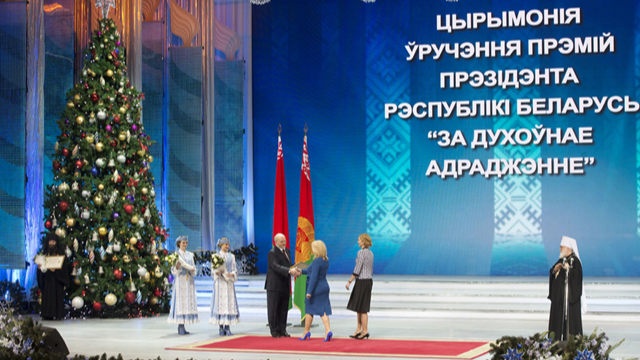 ЦЫРЫМОНІЯ
ЎРУЧЭННЯ ПРЭМІЙ
ПРЭЗІДЭНТА
РЭСПУБЛІКІ БЕЛАРУСЬ
“ЗА ДУХОЎНАЕ
АДРАДЖЭННЕ”